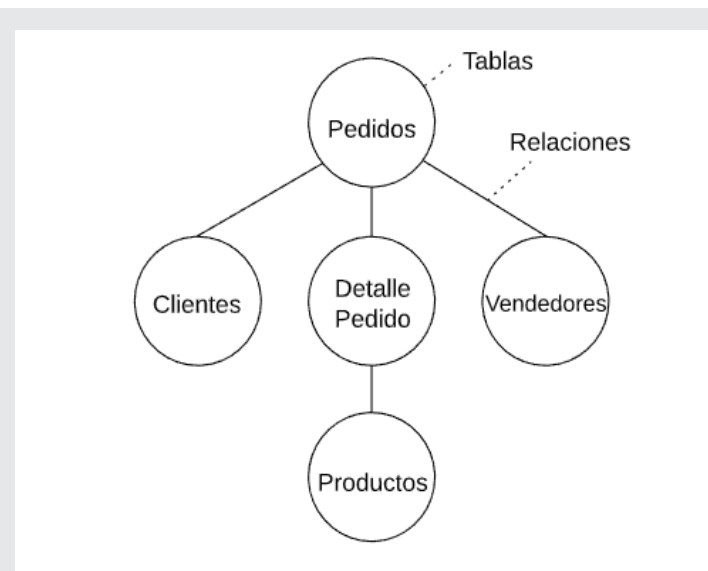 Tablas
Pedidos
Relaciones
Clientes
Detalle
Pedido
Vendedores
Productos